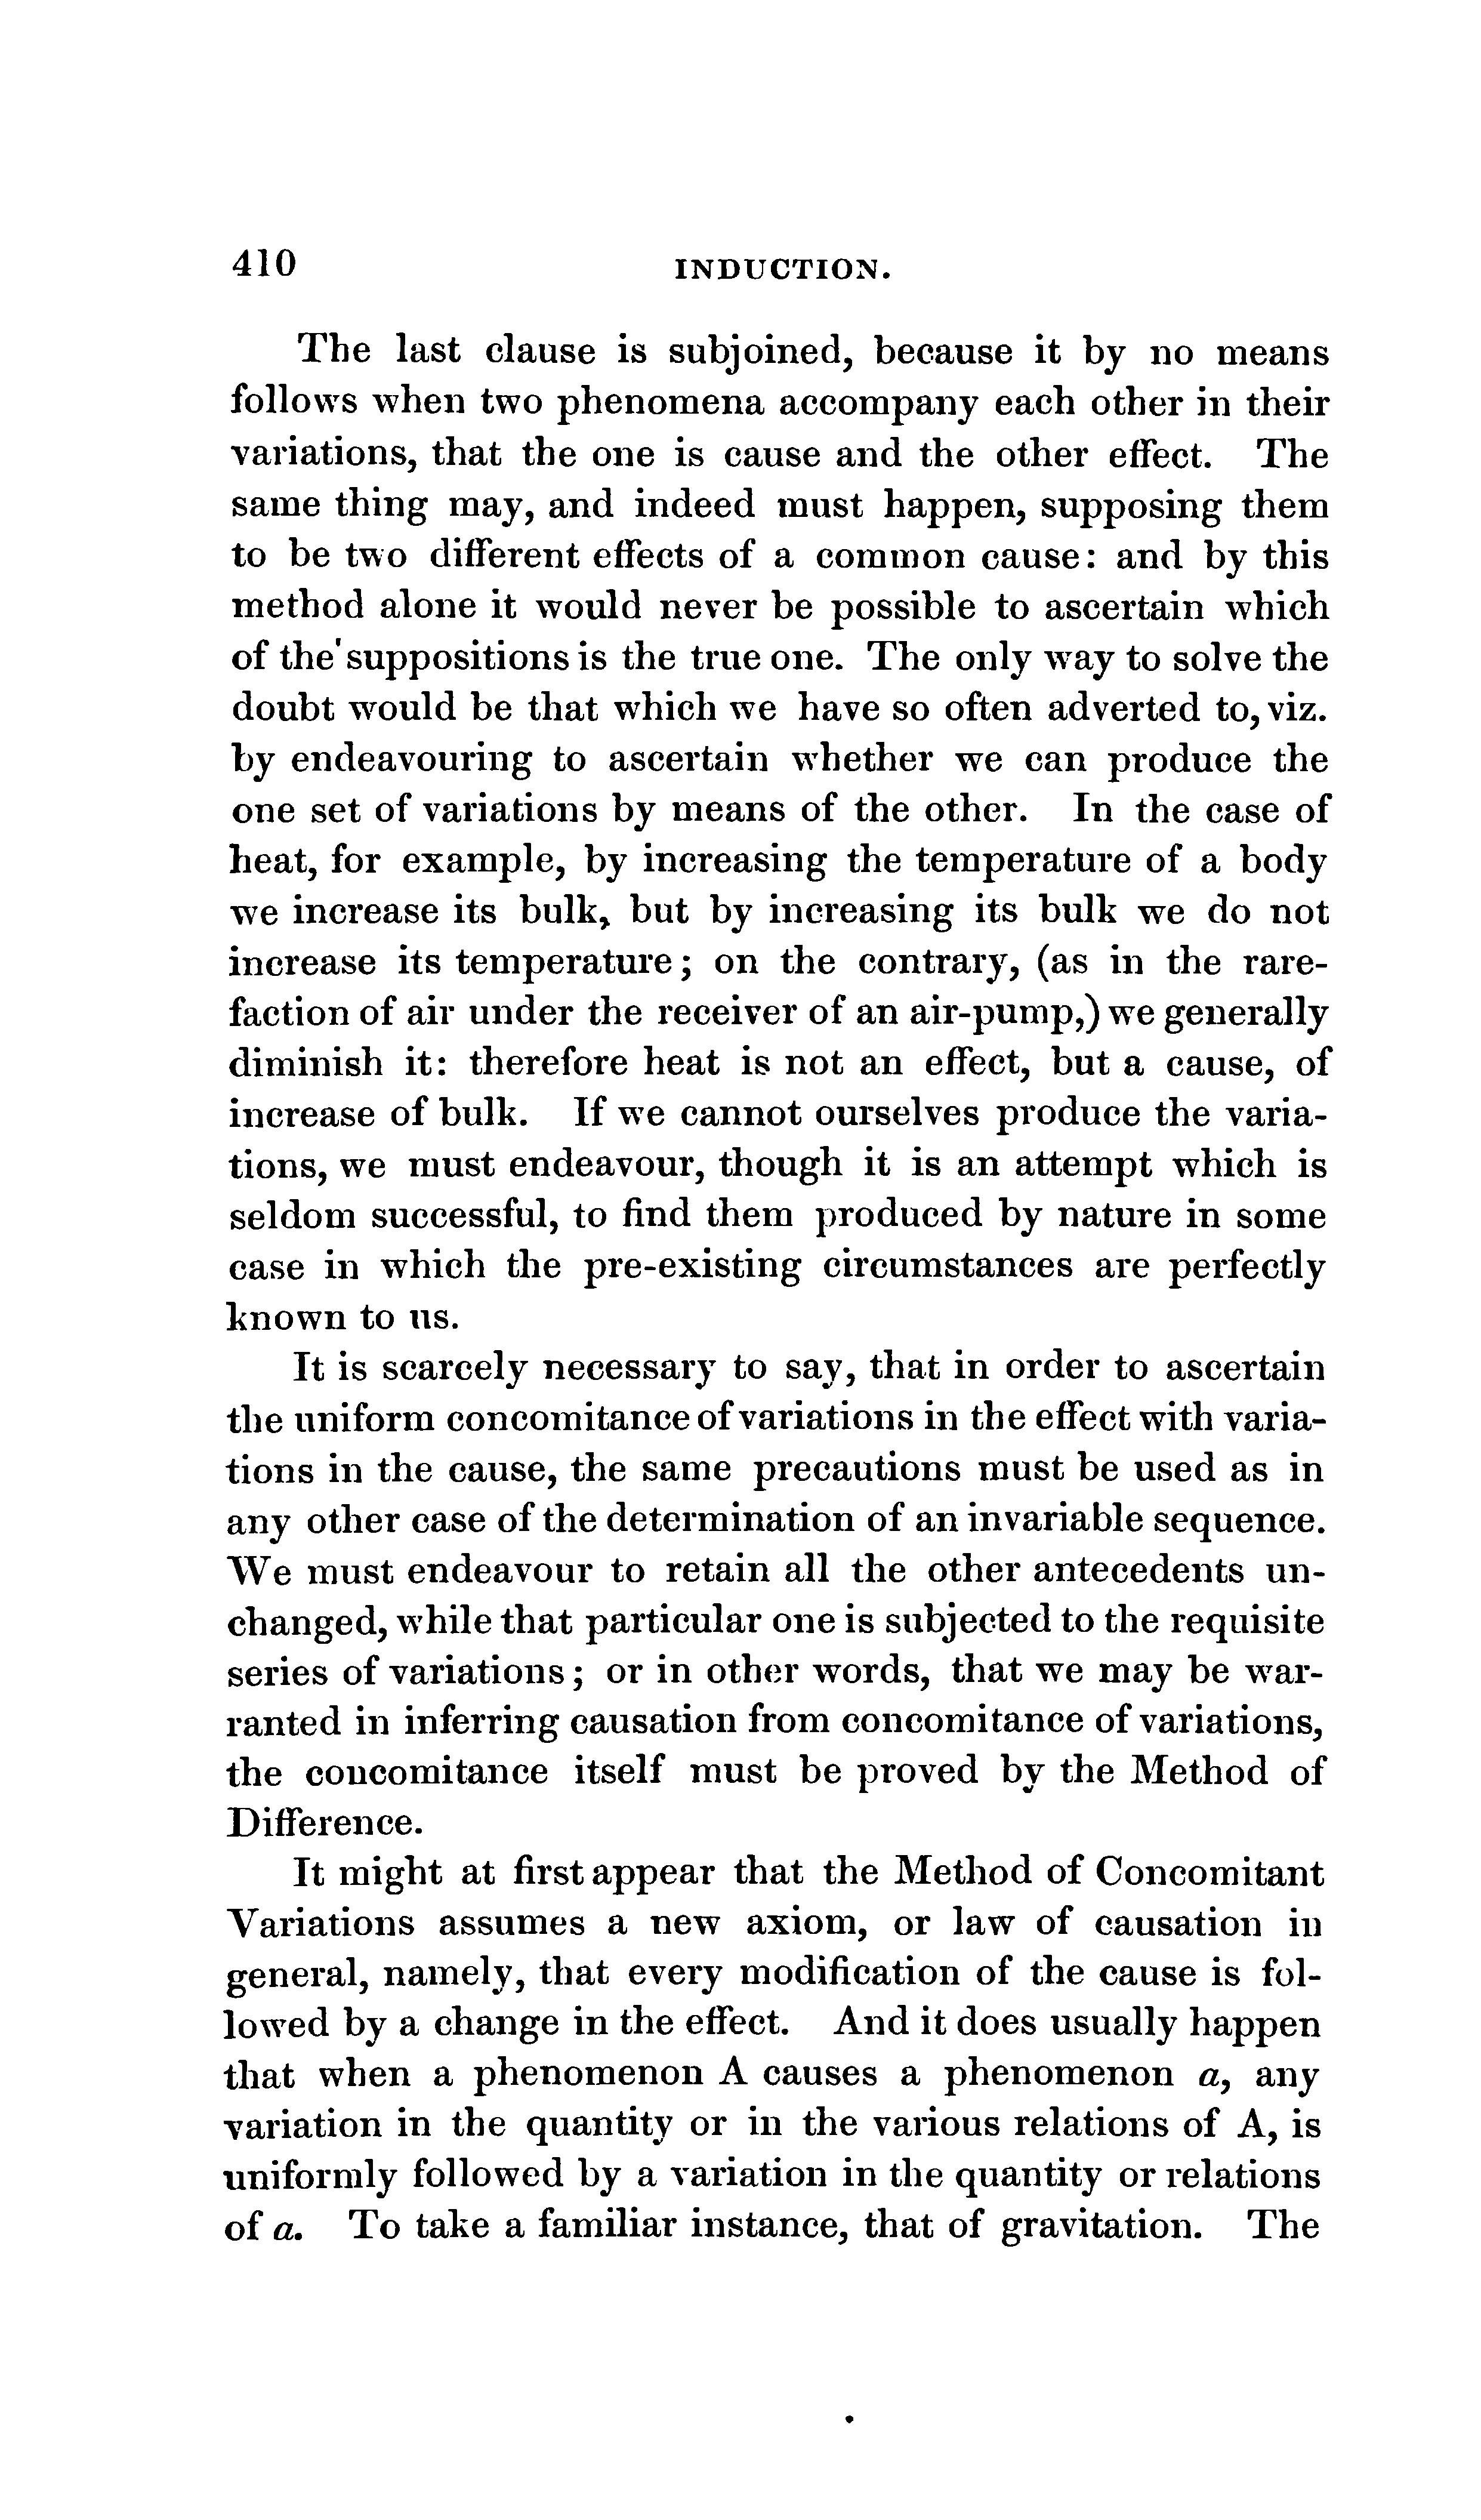 410 INDUCTION.
The last clause is subjoined, because it by no means
follows when two phenomena accompany each other in their
variations, that the one is cause and the other effect. The
same thing may, and indeed must happen, supposing them
to be two different effects of a common cause: and by this
method alone it would never be possible to ascertain which
of the' suppositions is the true one. The only way to solve the
doubt would be that which we have so often adverted to, viz.
by endeavouring to ascertain whether we can produce the
one set of variations by means of the other. In the case of
heat, for example, by increasing the temperature of a body
we increase its bulk, but by increasing its bulk we do not
increase its temperature; on the contrary, (as in the rare-
faction of air under the receiver of an air-pump,) we generally
diminish it: therefore heat is not an effect, but a cause, of
increase of bulk. If we cannot ourselves produce the varia-
tions, we must endeavour, though it is an attempt which is
seldom successful, to find them produced by nature in some
case in which the pre-existing circumstances are perfectly
known to us.
It is scarcely necessary to say, that in order to ascertain
the uniform concomitance of variations in the effect with varia-
tions in the cause, the same precautions must be used as in
any other case of the determination of an invariable sequence.
We must endeavour to retain all the other antecedents un-
changed, while that particular one is subjected to the requisite
series of variations; or in other words, that we may be war-
ranted in inferring causation from concomitance of variations,
the concomitance itself must be proved by the Method of
Difference.
It might at first appear that the Method of Concomitant
Variations assumes a new axiom, or law of causation in
general, namely, that every modification of the cause is fol-
lowed by a change in the effect. And it does usually happen
that when a phenomenon A causes a phenomenon a, any
variation in the quantity or in the various relations of A, is
uniformly followed by a variation in the quantity or relations
of a. To take a familiar instance, that of gravitation. The